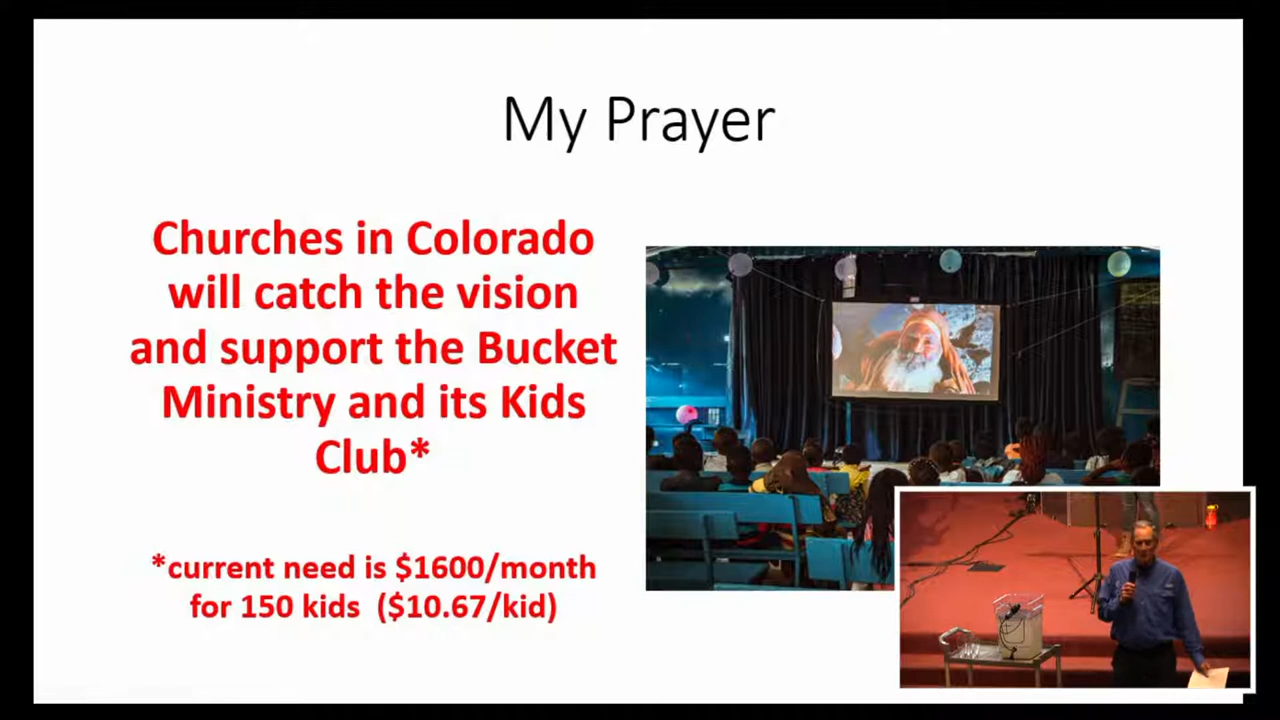 My Prayer
Churches in Colorado
will catch the vision
and support the Bucket
Ministry and its Kids
Club*
*current need is $1600/month
for 150 kids ($10.67/kid)